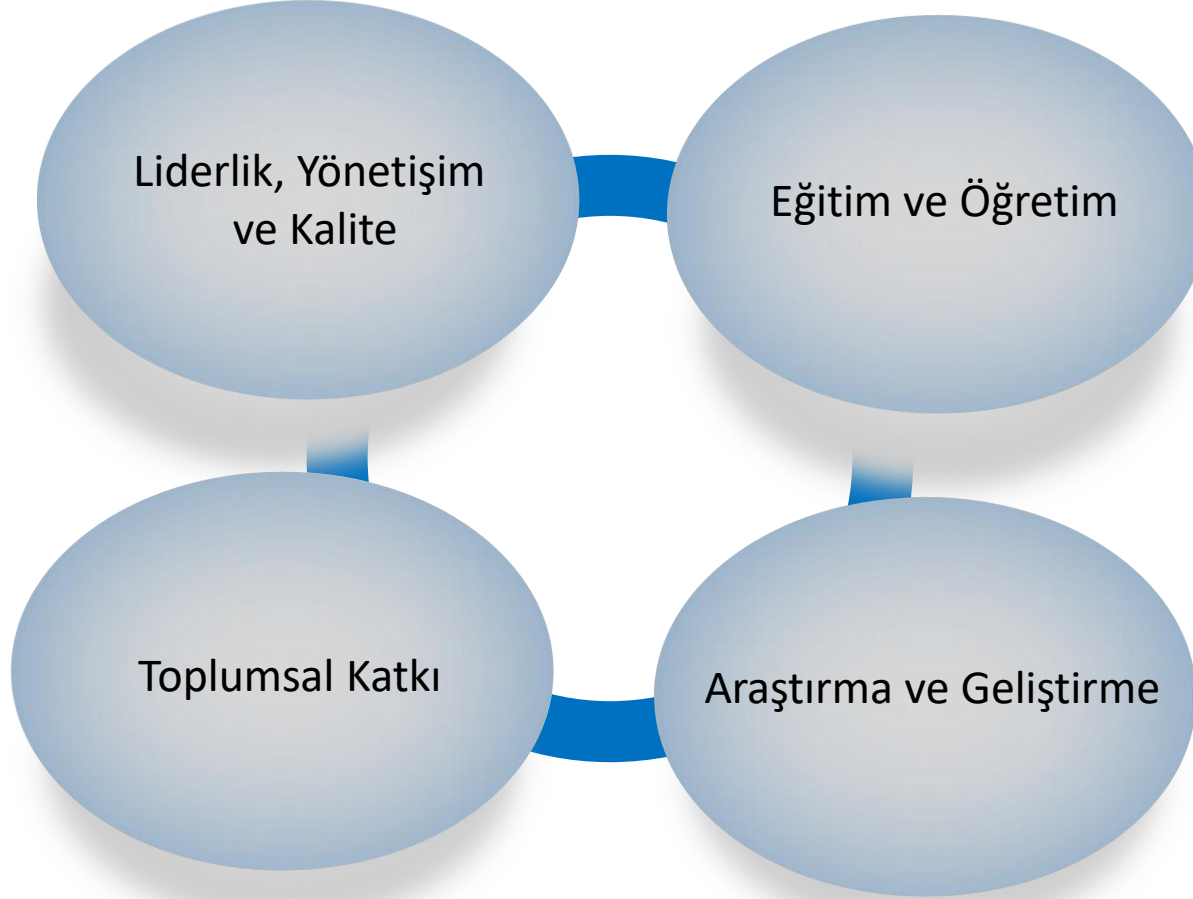 Liderlik, Yönetişim
ve Kalite
Eğitim ve Öğretim
Toplumsal Katkı
Araştırma ve Geliştirme